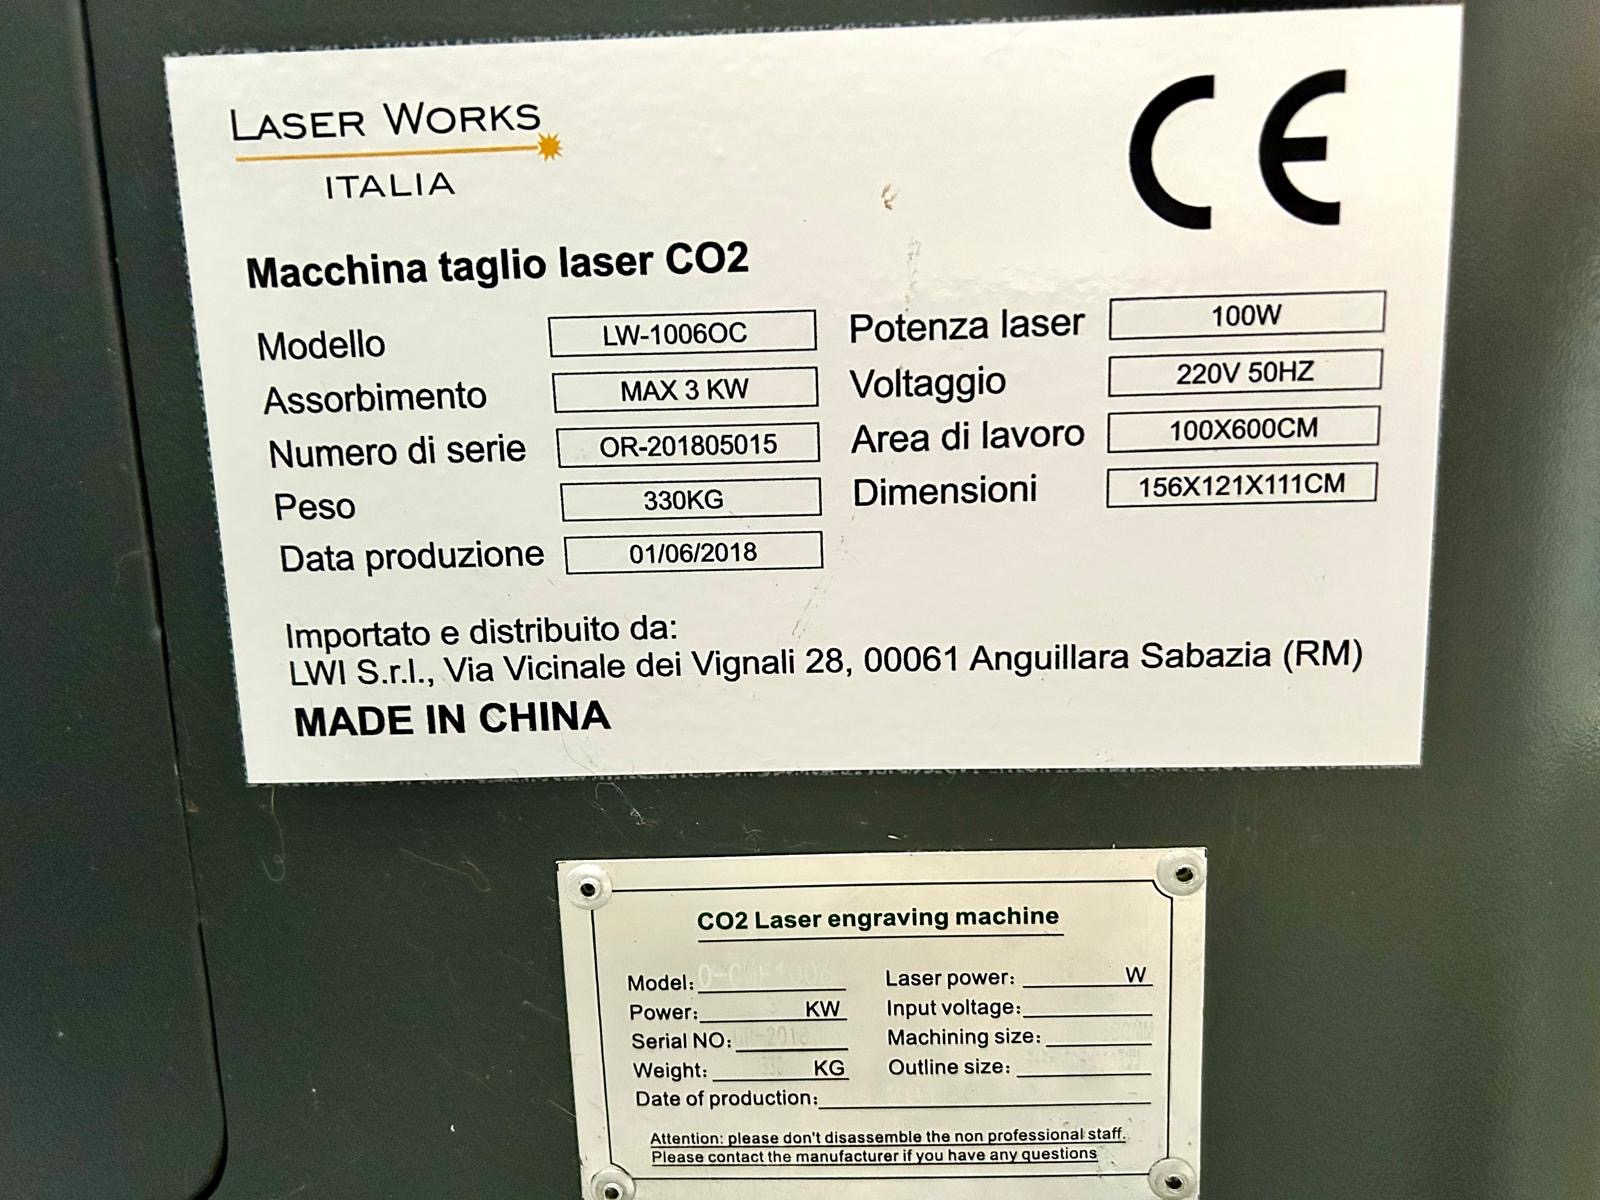 LASER WORKS
ITALIA
CE
Macchina taglio laser CO2
Modello LW-1006OC Potenza laser 100W
Assorbimento MAX 3 KW Voltaggio 220V 50HZ
Numero di serie OR-201805015 Area di lavoro 100X600CM
Peso 330KG Dimensioni 156X121X111CM
Data produzione 01/06/2018
Importato e distribuito da:
LWI S.r.l., Via Vicinale dei Vignali 28, 00061 Anguillara Sabazia (RM)
MADE IN CHINA
CO2 Laser engraving machine
Model: Laser power: W
Power: KW Input voltage:
Serial NO: Machining size:
Weight: 330 KG Outline size:
Date of production:
Attention: please don't disassemble the non professional staff.
Please contact the manufacturer if you have any questions